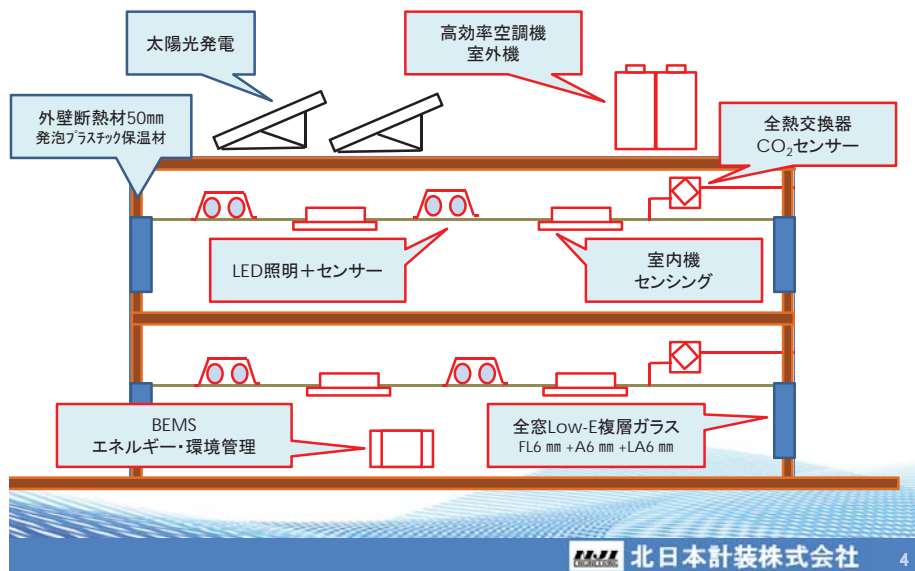 太陽光発電
高効率空調機
室外機
外壁断熱材50㎜
発泡ﾌﾟﾗｽﾁｯｸ保温材
全熱交換器
CO₂センサー
LED照明＋センサー
室内機
センシング
BEMS
エネルギー・環境管理
全窓Low-E複層ガラス
FL6 ㎜ +A6 ㎜ +LA6 ㎜
北日本計装株式会社
4